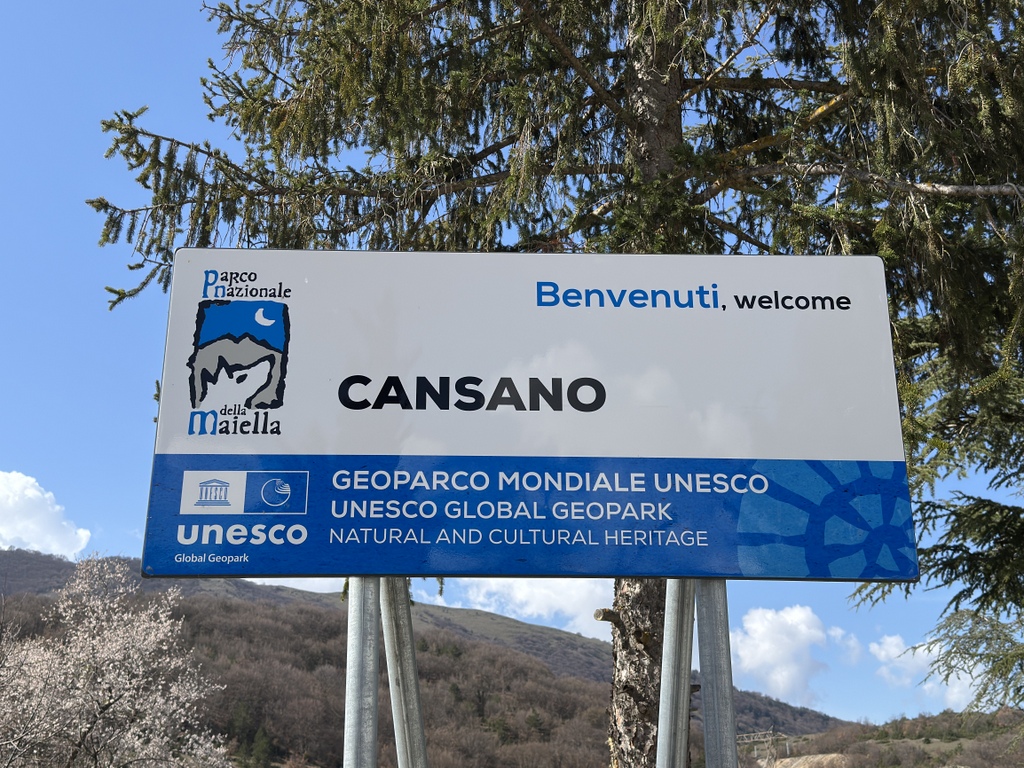 Parco
Nazionale
della
Maiella
Benvenuti, welcome
CANSANO
unesco
Global Geopark
GEOPARCO MONDIALE UNESCO
UNESCO GLOBAL GEOPARK
NATURAL AND CULTURAL HERITAGE